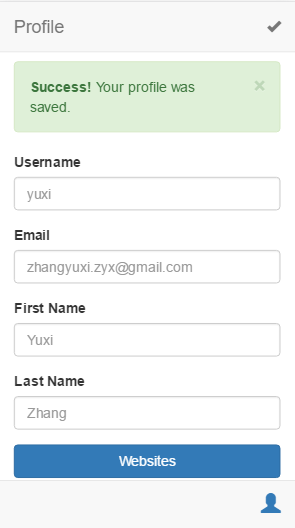 Profile
Success! Your profile was
saved.
×
Username
yuxi
Email
zhangyuxi.zyx@gmail.com
First Name
Yuxi
Last Name
Zhang
Websites